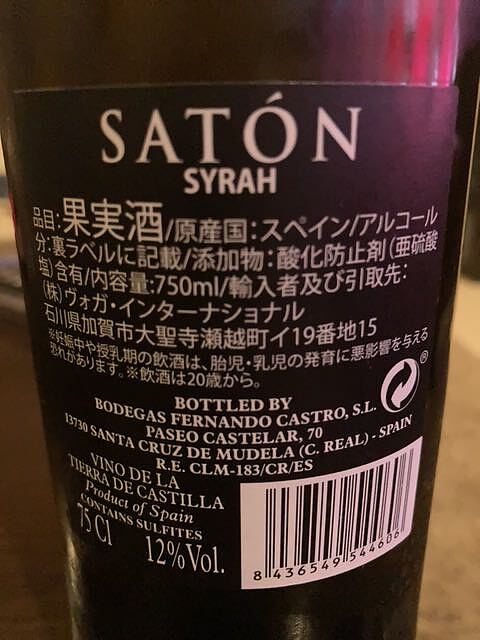 SATÓN
SYRAH
品目:果実酒/原産国:スペイン/アルコール
分:裏ラベルに記載/添加物:酸化防止剤(亜硫酸
塩)含有/内容量:750ml/輸入者及び引取先:
(株)ヴォガ・インターナショナル
石川県加賀市大聖寺瀬越町イ19番地15
※妊娠中や授乳期の飲酒は、胎児・乳児の発育に悪影響を与える
恐れがあります。※飲酒は20歳から。
®
BOTTLED BY
BODEGAS FERNANDO CASTRO, S.L.
PASEO CASTELAR, 70
13730 SANTA CRUZ DE MUDELA (C. REAL) - SPAIN
R.E. CLM-183/CR/ES
VINO DE LA
TIERRA DE CASTILLA
Product of Spain
CONTAINS SULFITES
75 Cl 12% Vol.
8 436549 544606